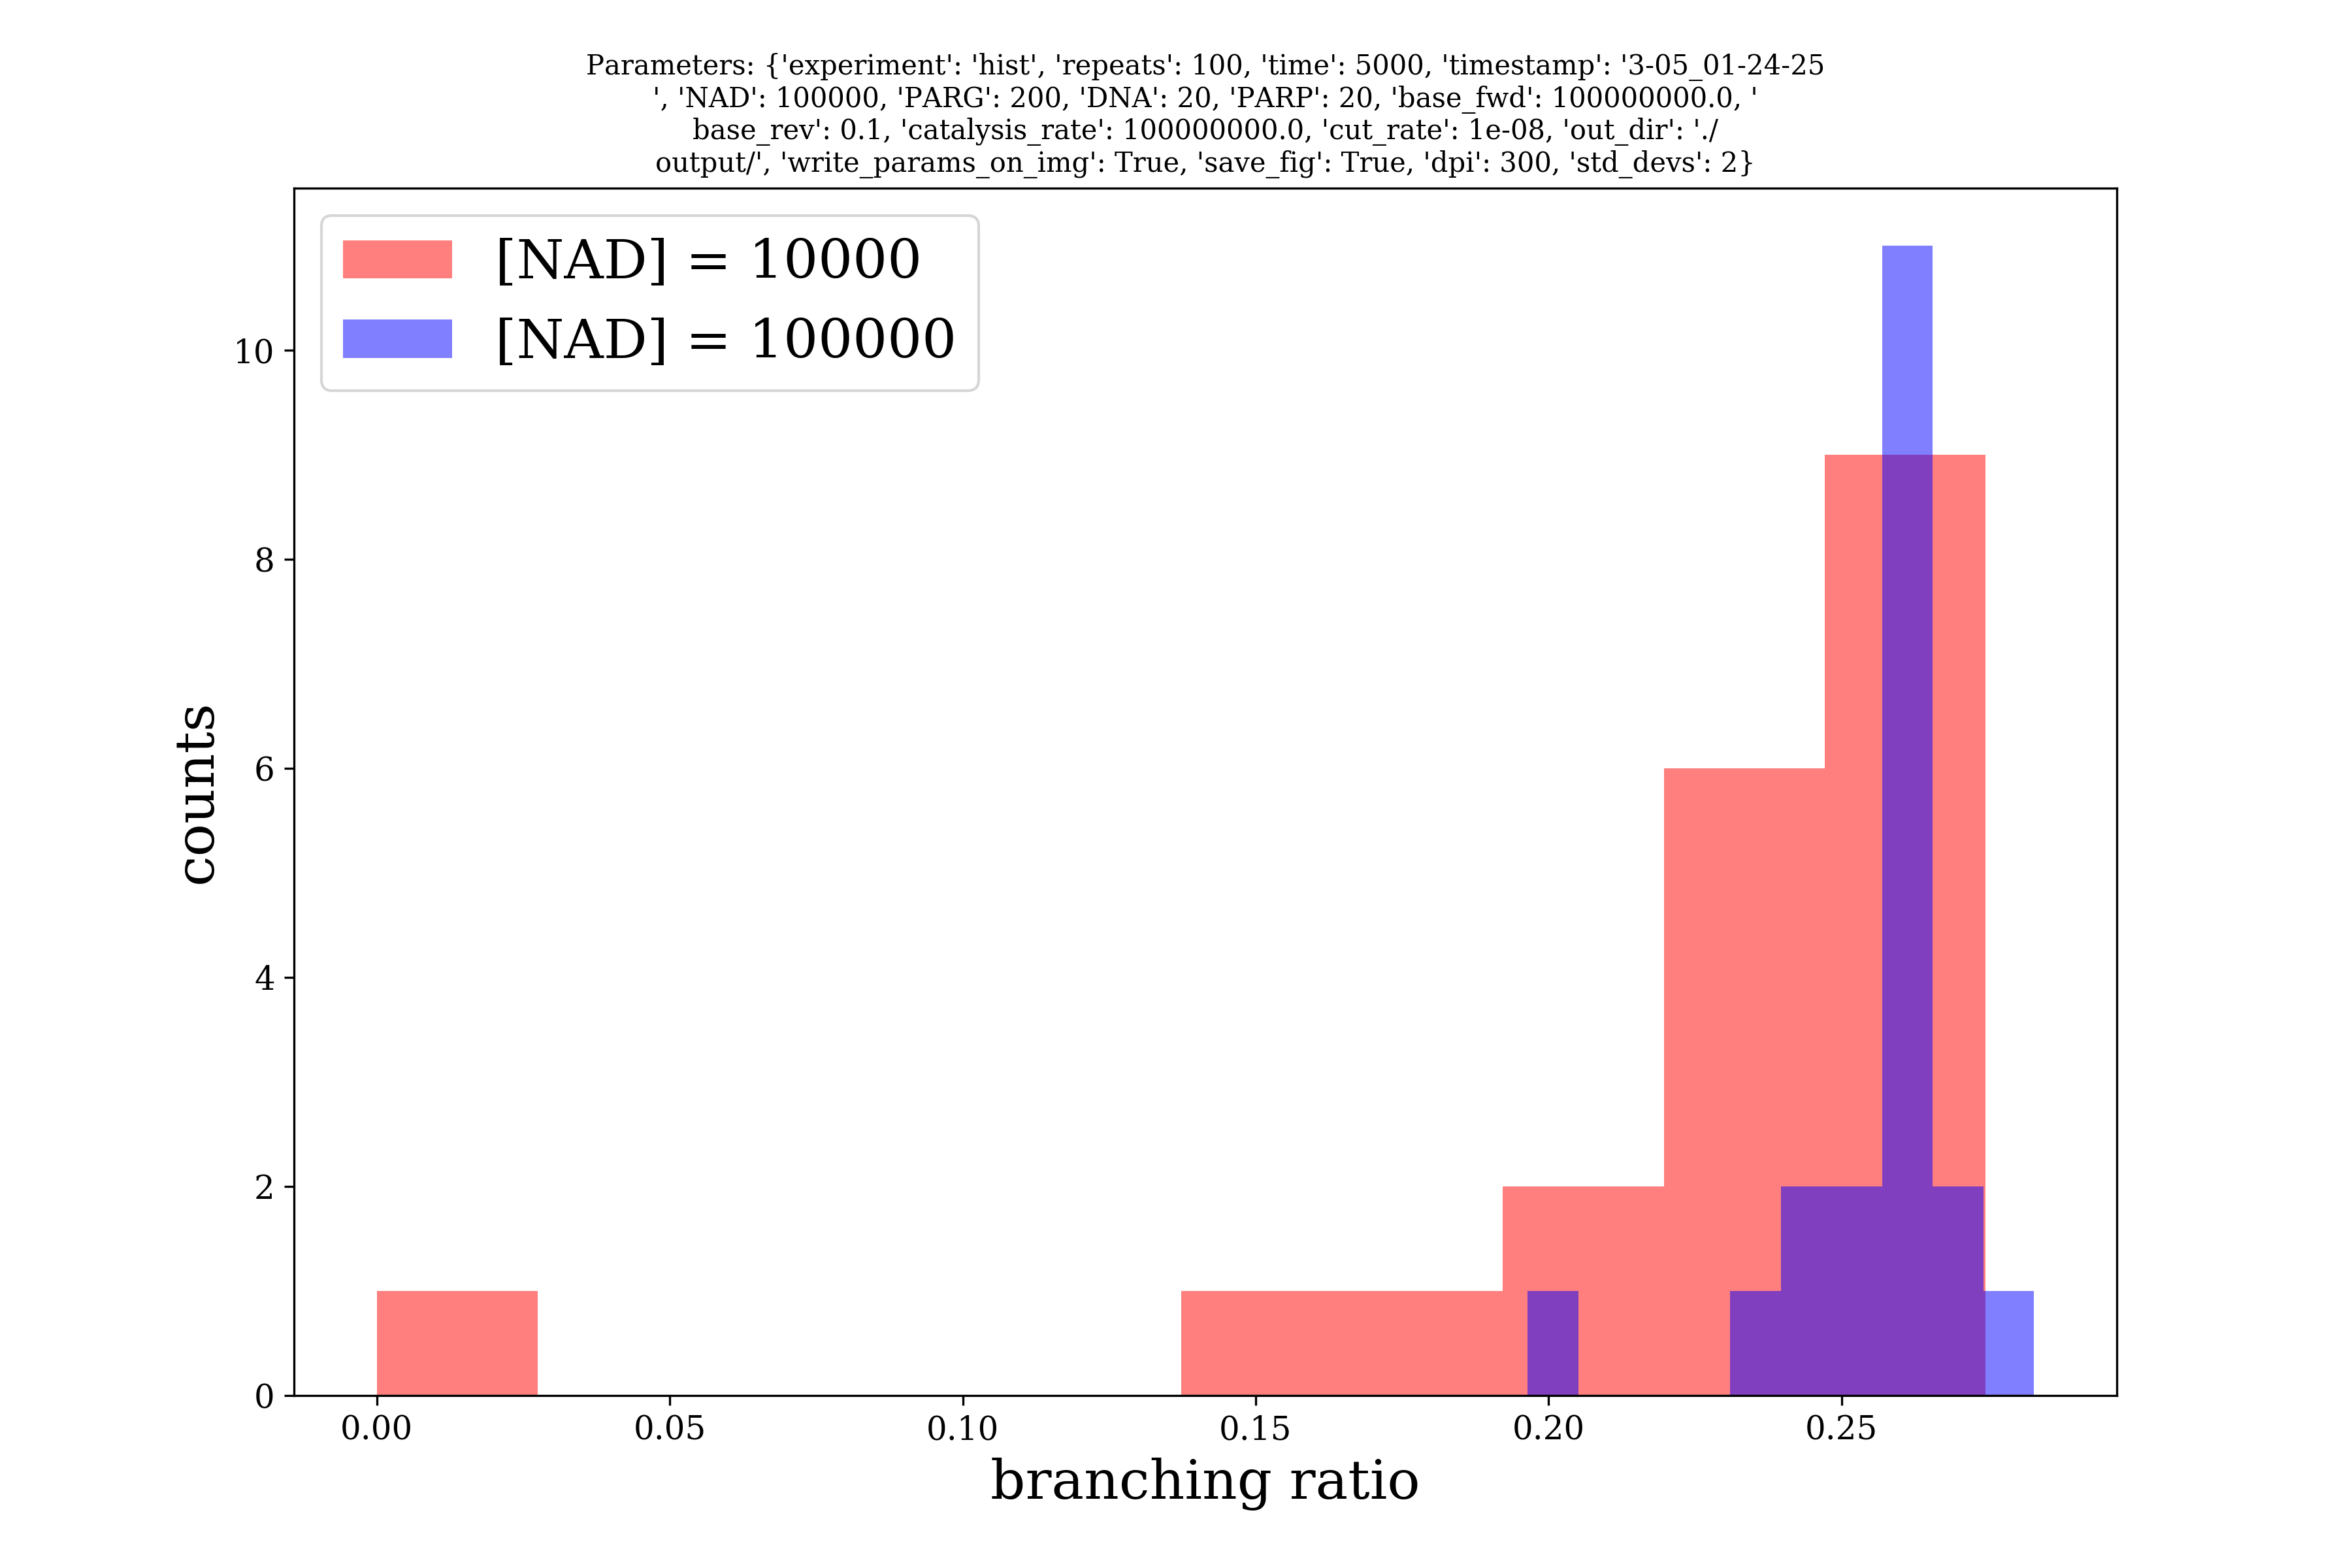 Parameters: {'experiment': 'hist', 'repeats': 100, 'time': 5000, 'timestamp': '3-05_01-24-25
', 'NAD': 100000, 'PARG': 200, 'DNA': 20, 'PARP': 20, 'base_fwd': 100000000.0, '
base_rev': 0.1, 'catalysis_rate': 100000000.0, 'cut_rate': 1e-08, 'out_dir': './
output/', 'write_params_on_img': True, 'save_fig': True, 'dpi': 300, 'std_devs': 2}
[NAD] = 10000
[NAD] = 100000
10
8
6
4
2
0
counts
0.00 0.05 0.10 0.15 0.20 0.25
branching ratio